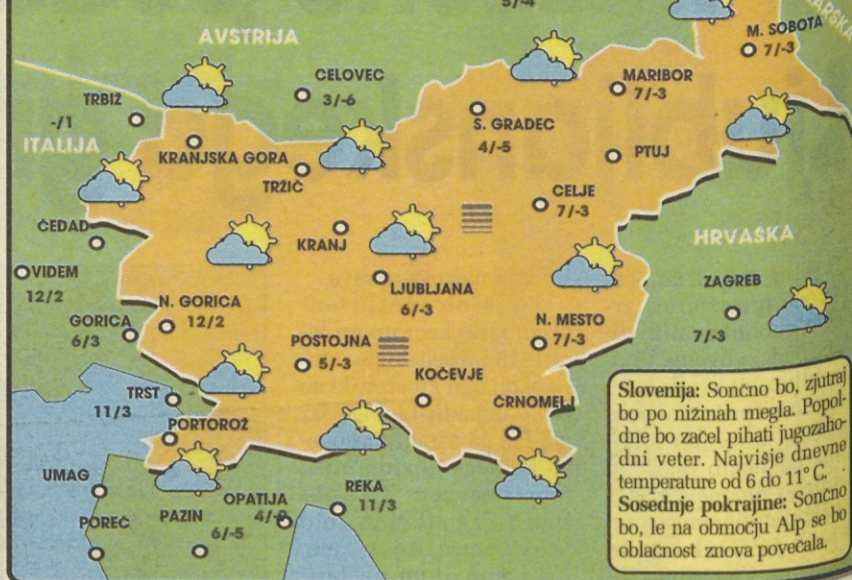 5/-4
ARSKA
AVSTRIJA
M. SOBOTA
7/-3
CELOVEC
3/-6
MARIBOR
7/-3
TRBIŽ
-/1
ITALIJA
S. GRADEC
4/-5
KRANJSKA GORA
TRŽIČ
PTUJ
CELJE
7/-3
ČEDAD
KRANJ
HRVAŠKA
VIDEM
12/2
LJUBLJANA
6/-3
ZAGREB
7/-3
N. GORICA
12/2
GORICA
6/3
N. MESTO
7/-3
POSTOJNA
5/-3
KOČEVJE
TRST
11/3
ČRNOMELJ
PORTOROŽ
UMAG
OPATIJA
REKA
11/3
POREČ
PAZIN
6/-5
Slovenija: Sončno bo, zjutraj
bo po nižinah megla. Popol-
dne bo začel pihati jugozaho-
dni veter. Najvišje dnevne
temperature od 6 do 11° C.
Sosednje pokrajine: Sončno
bo, le na območju Alp se bo
oblačnost znova povečala.